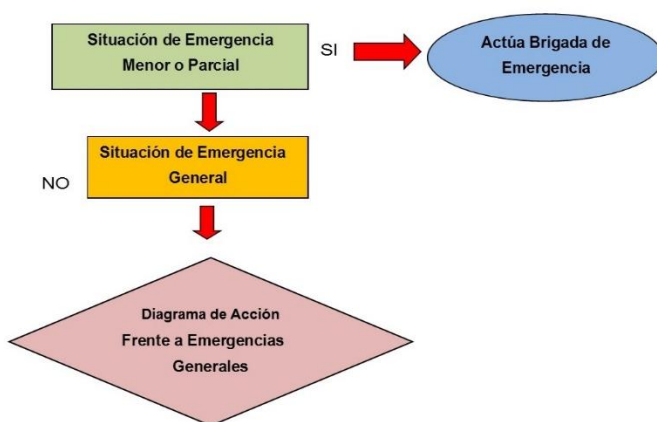 Situación de Emergencia
Menor o Parcial
SI
Actúa Brigada de
Emergencia
Situación de Emergencia
General
NO
Diagrama de Acción
Frente a Emergencias
Generales